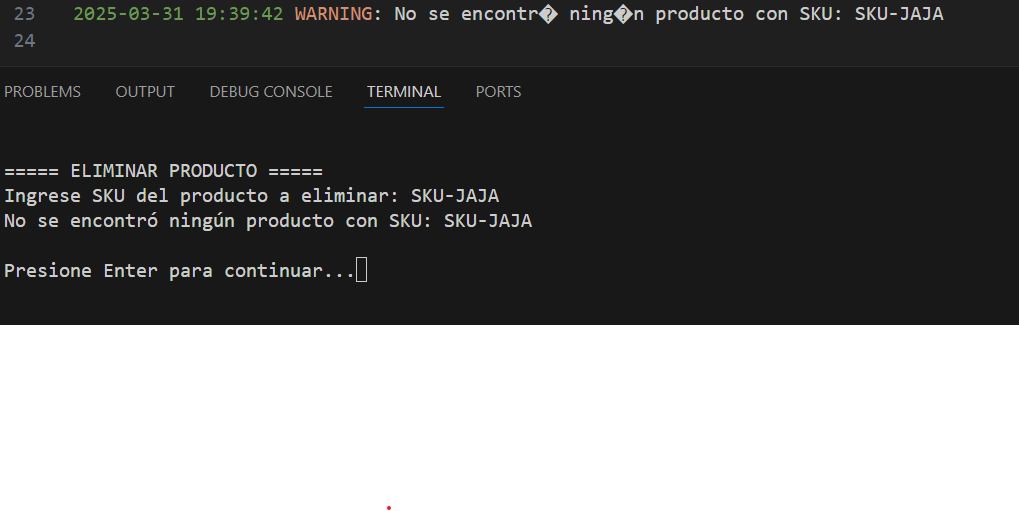 23 2025-03-31 19:39:42 WARNING: No se encontr� ning�n producto con SKU: SKU-JAJA
24
PROBLEMS OUTPUT DEBUG CONSOLE TERMINAL PORTS
===== ELIMINAR PRODUCTO =====
Ingrese SKU del producto a eliminar: SKU-JAJA
No se encontró ningún producto con SKU: SKU-JAJA
Presione Enter para continuar...